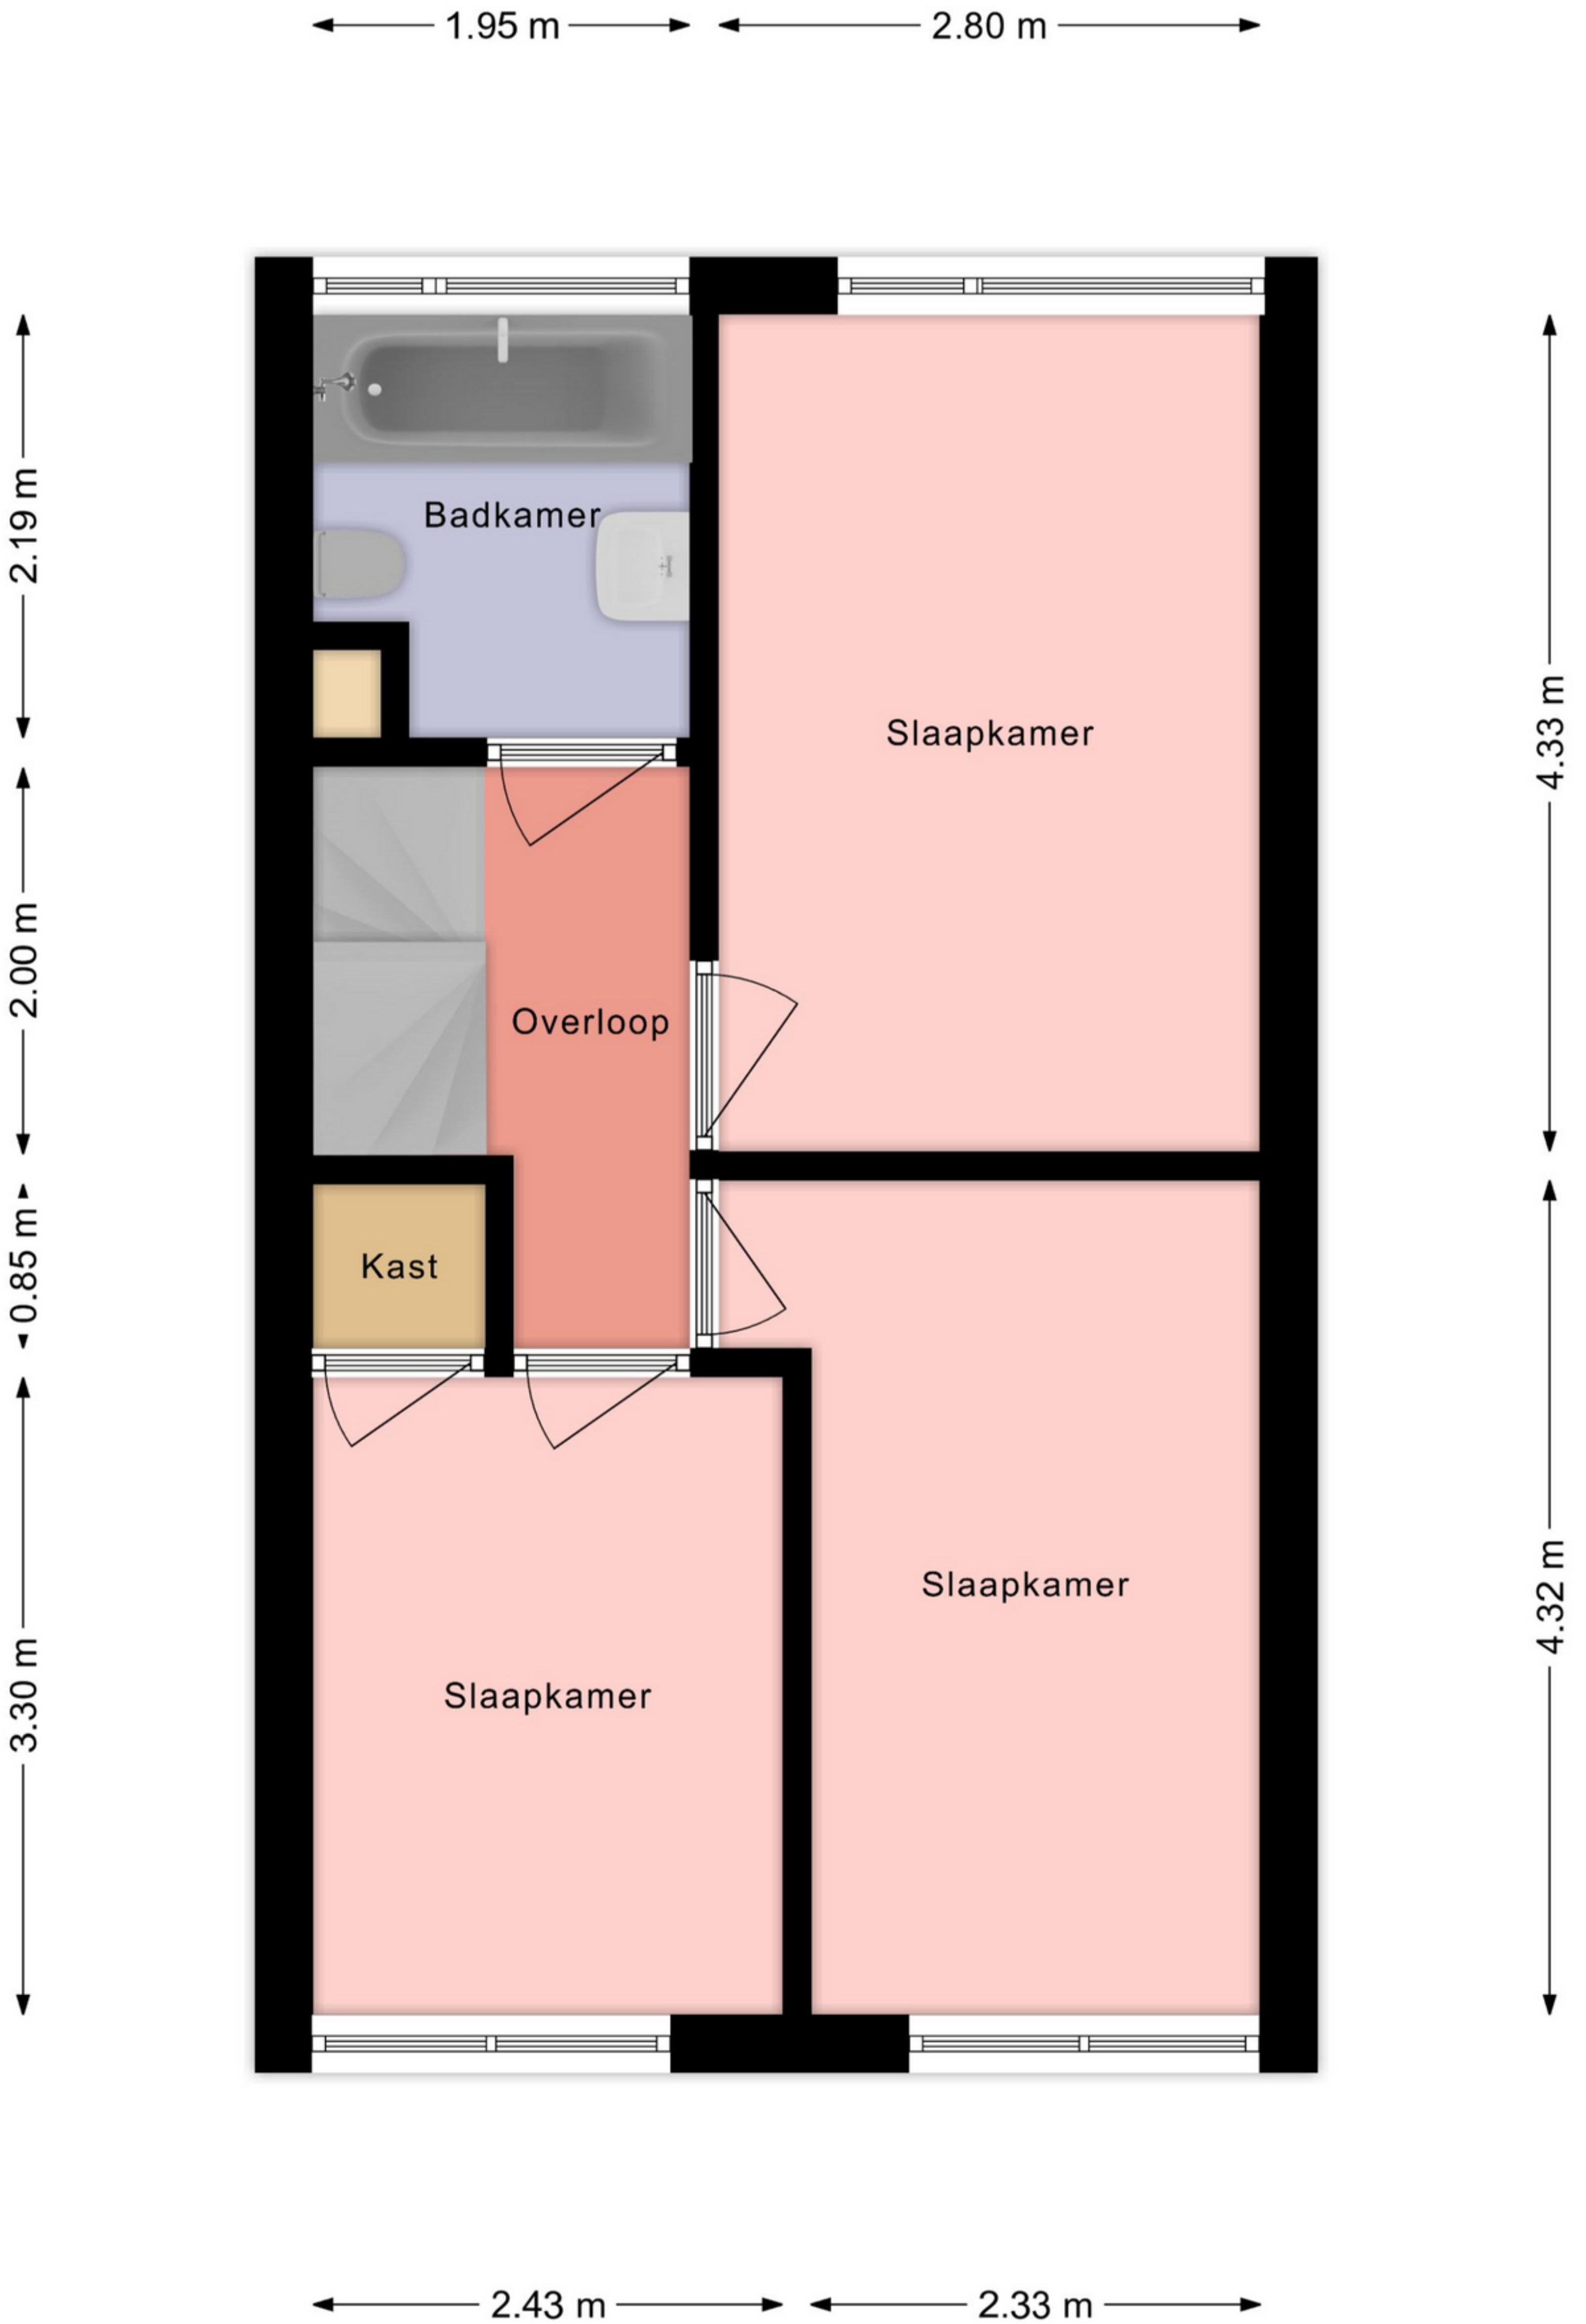 1.95 m
2.80 m
2.19 m
Badkamer
4.33 m
Slaapkamer
2.00 m
Overloop
0.85 m
Kast
4.32 m
Slaapkamer
3.30 m
Slaapkamer
2.43 m
2.33 m